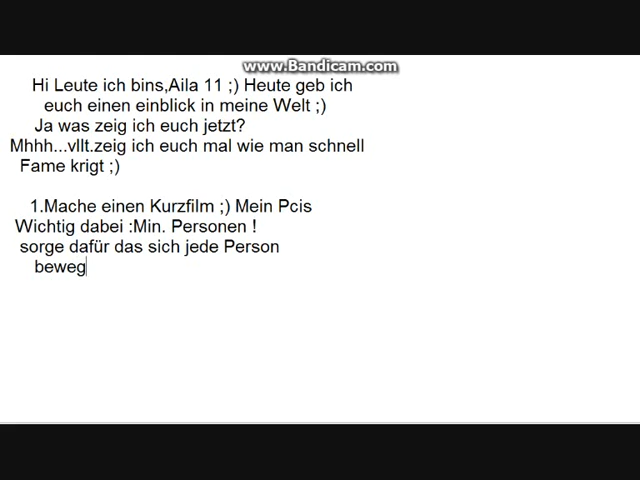 www.Bandicam.com
Hi Leute ich bins,Aila 11 ;) Heute geb ich
euch einen einblick in meine Welt ;)
Ja was zeig ich euch jetzt?
Mhhh...vllt.zeig ich euch mal wie man schnell
Fame krigt ;)
1.Mache einen Kurzfilm ;) Mein Pcis
Wichtig dabei :Min. Personen !
sorge dafür das sich jede Person
beweg